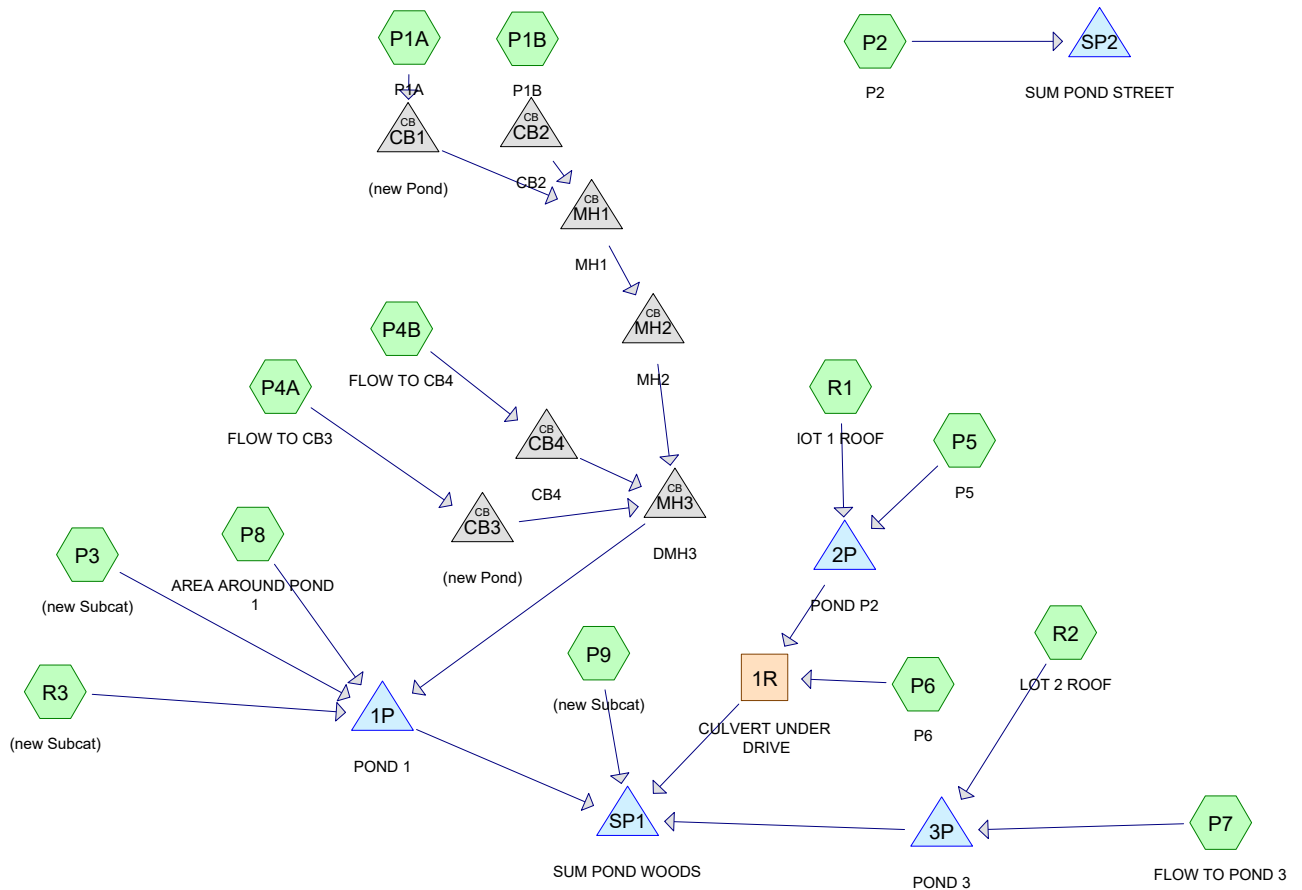 P1A
P1B
P2
SP2
P1A
P1B
P2
SUM POND STREET
CB
CB1
CB
CB2
(new Pond)
CB2
CB
MH1
MH1
CB
MH2
MH2
P4B
FLOW TO CB4
P4A
FLOW TO CB3
R1
IOT 1 ROOF
P5
P5
CB
CB4
CB4
CB
CB3
(new Pond)
CB
MH3
DMH3
P3
(new Subcat)
P8
AREA AROUND POND
1
2P
POND P2
R3
(new Subcat)
1P
POND 1
P9
(new Subcat)
1R
CULVERT UNDER
DRIVE
P6
P6
R2
LOT 2 ROOF
SP1
SUM POND WOODS
3P
POND 3
P7
FLOW TO POND 3